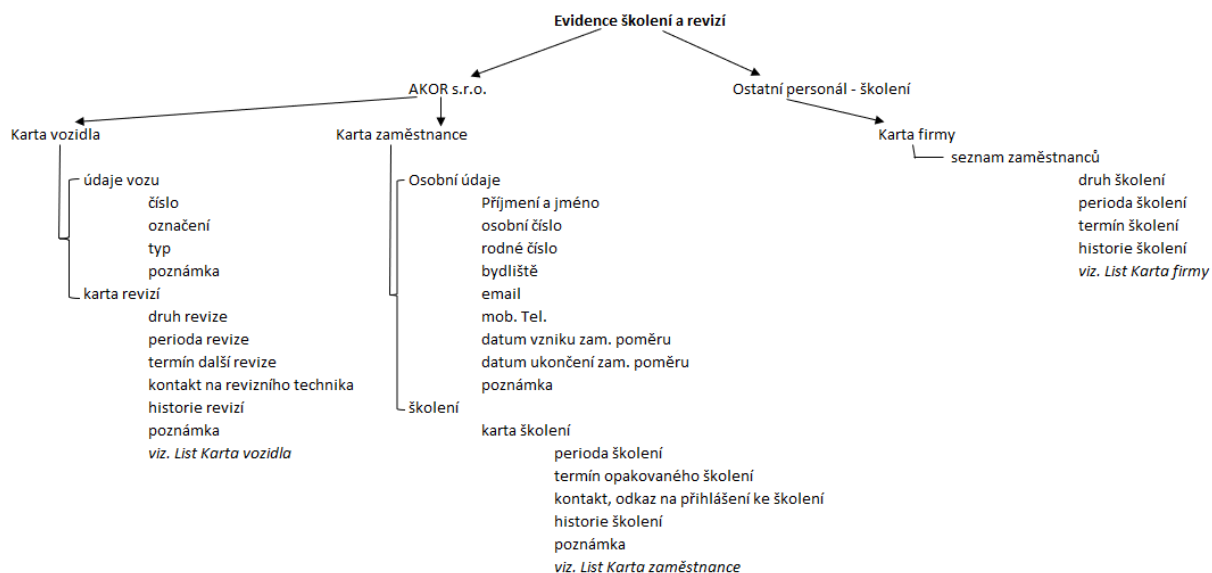 Evidence školení a revizí
AKOR s.r.o.
Ostatní personál - školení
Karta vozidla
Karta zaměstnance
Karta firmy
údaje vozu
číslo
označení
typ
poznámka
karta revizí
druh revize
perioda revize
termín další revize
kontakt na revizního technika
historie revizí
poznámka
viz. List Karta vozidla
Osobní údaje
Příjmení a jméno
osobní číslo
rodné číslo
bydliště
email
mob. Tel.
datum vzniku zam. poměru
datum ukončení zam. poměru
poznámka
školení
karta školení
perioda školení
termín opakovaného školení
kontakt, odkaz na přihlášení ke školení
historie školení
poznámka
viz. List Karta zaměstnance
seznam zaměstnanců
druh školení
perioda školení
termín školení
historie školení
viz. List Karta firmy